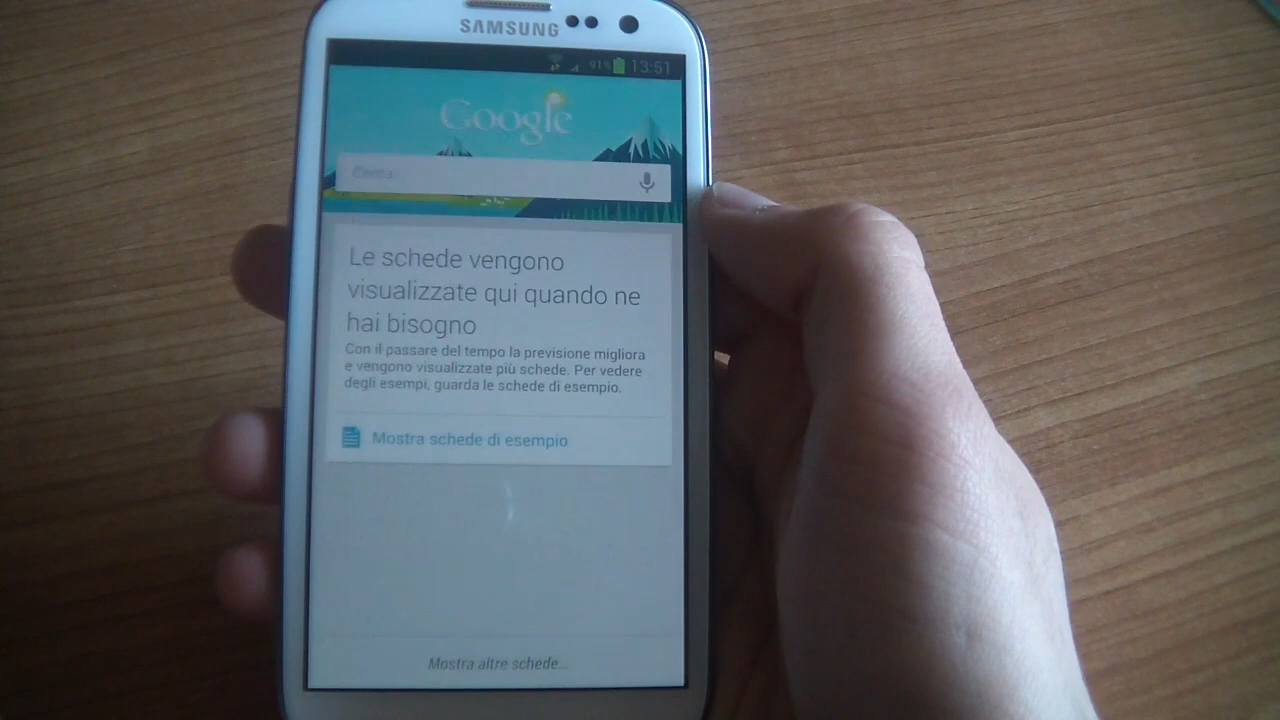 SAMSUNG
91% 13:51
Google
Cerca
Le schede vengono
visualizzate qui quando ne
hai bisogno
Con il passare del tempo la previsione migliora
e vengono visualizzate più schede. Per vedere
degli esempi, guarda le schede di esempio.
Mostra schede di esempio
Mostra altre schede...